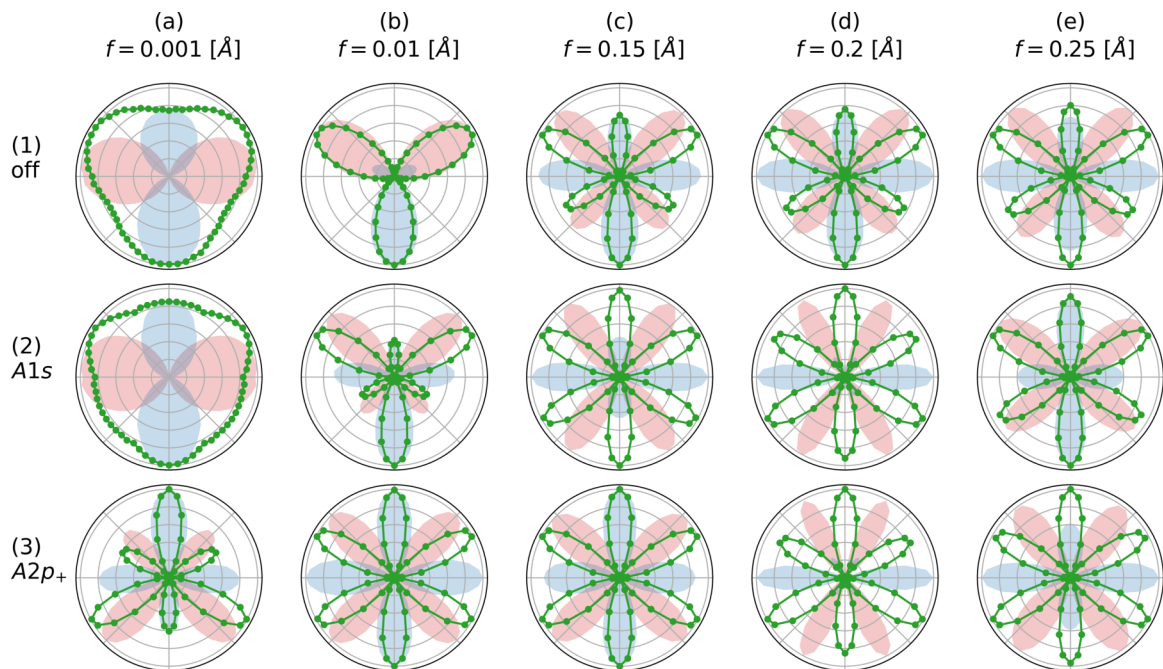 (a) (b) (c) (d) (e)
f = 0.001 [Å] f = 0.01 [Å] f = 0.15 [Å] f = 0.2 [Å] f = 0.25 [Å]
(1)
off
(2)
A1s
(3)
A2p₊